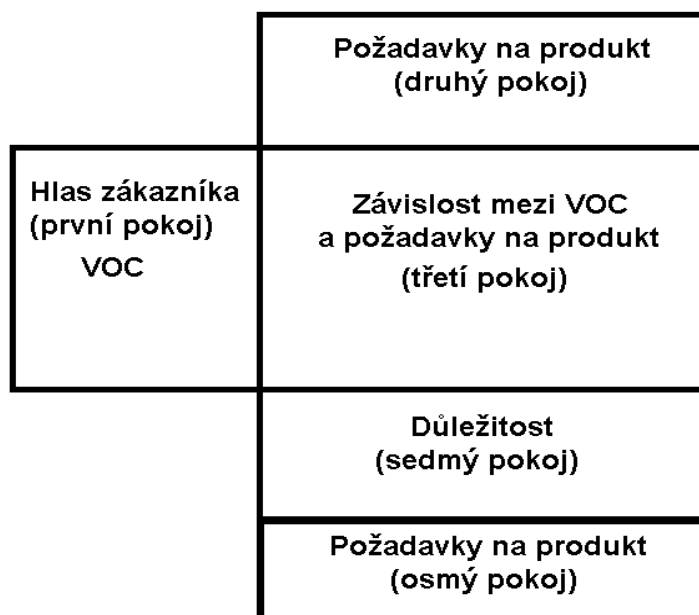 Požadavky na produkt
(druhý pokoj)
Hlas zákazníka
(první pokoj)
VOC
Závislost mezi VOC
a požadavky na produkt
(třetí pokoj)
Důležitost
(sedmý pokoj)
Požadavky na produkt
(osmý pokoj)